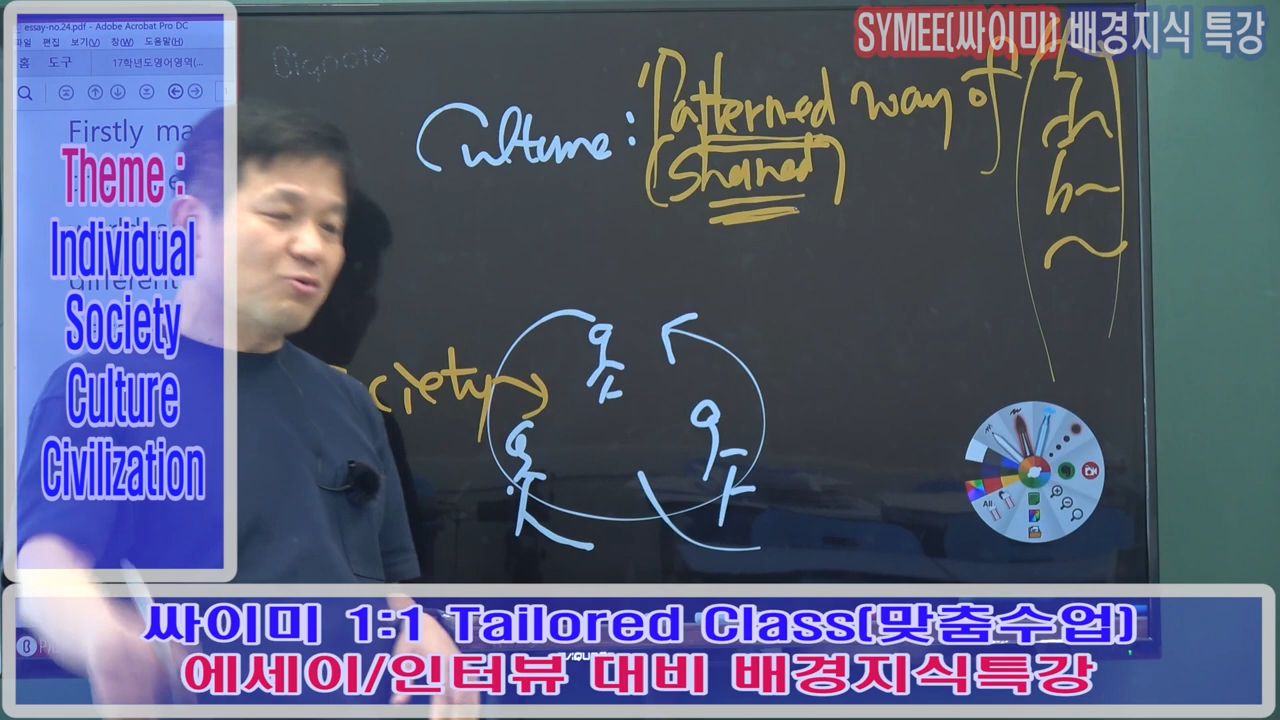 essay-no.24.pdf - Adobe Acrobat Pro DC
파일 편집 보기(V) 창(W) 도움말(H)
홈 도구 17학년도영어영역(...
SYMEE(싸이미) 배경지식 특강
Bignote
Culture: Patterned way of
(Shared)
Firstly ma
Theme :
Individual
Society
Culture
Civilization
different
ciety
All
싸이미 1:1 Tailored Class(맞춤수업)
에세이/인터뷰 대비 배경지식특강